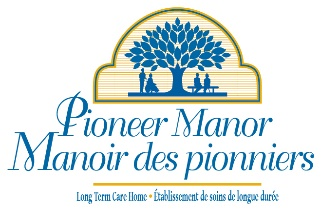 Pioneer Manor
Manoir des pionniers
Long Term Care Home • Établissement de soins de longue durée